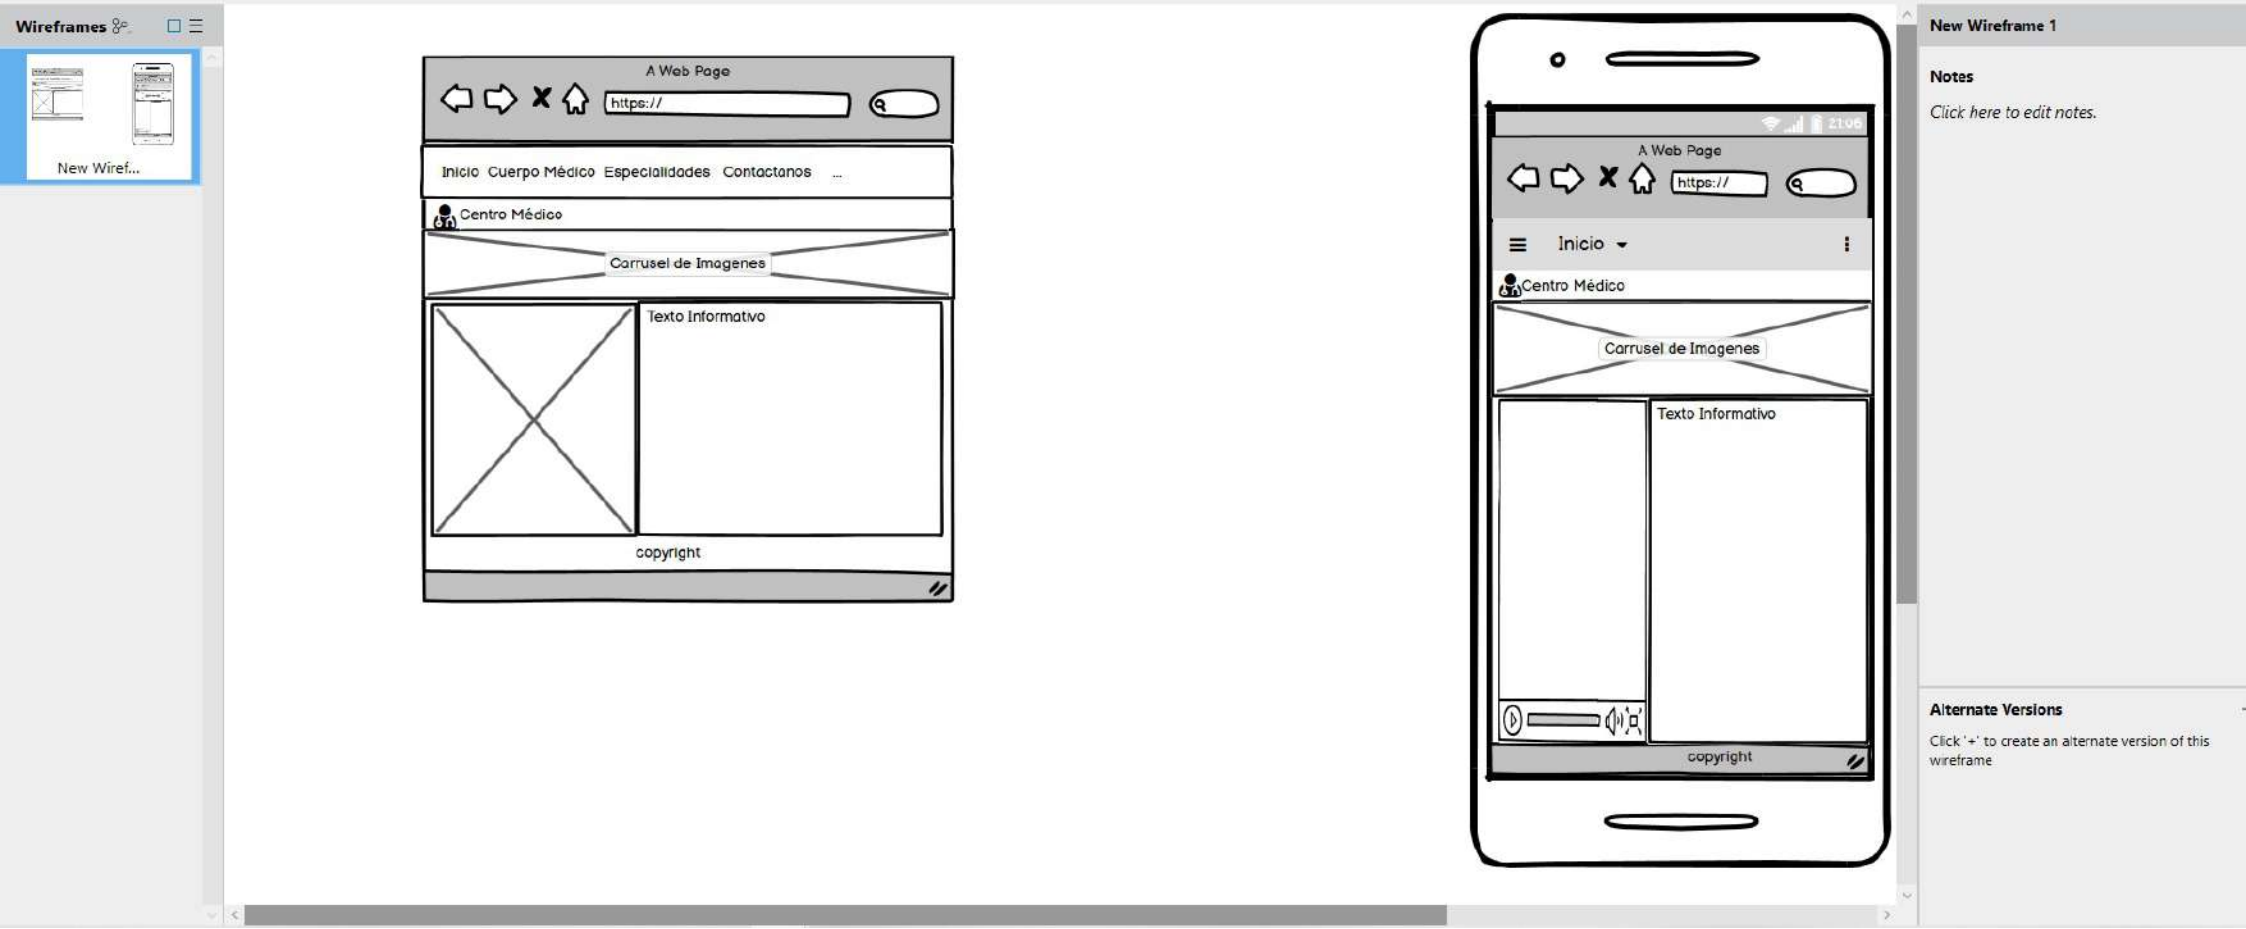 Wireframes
New Wiref...
A Web Page
https://
Inicio Cuerpo Médico Especialidades Contactanos ...
Centro Médico
Carrusel de Imagenes
Texto Informativo
copyright
21:06
A Web Page
https://
Inicio
Centro Médico
Carrusel de Imagenes
Texto Informativo
copyright
New Wireframe 1
Notes
Click here to edit notes.
Alternate Versions
Click '+' to create an alternate version of this
wireframe